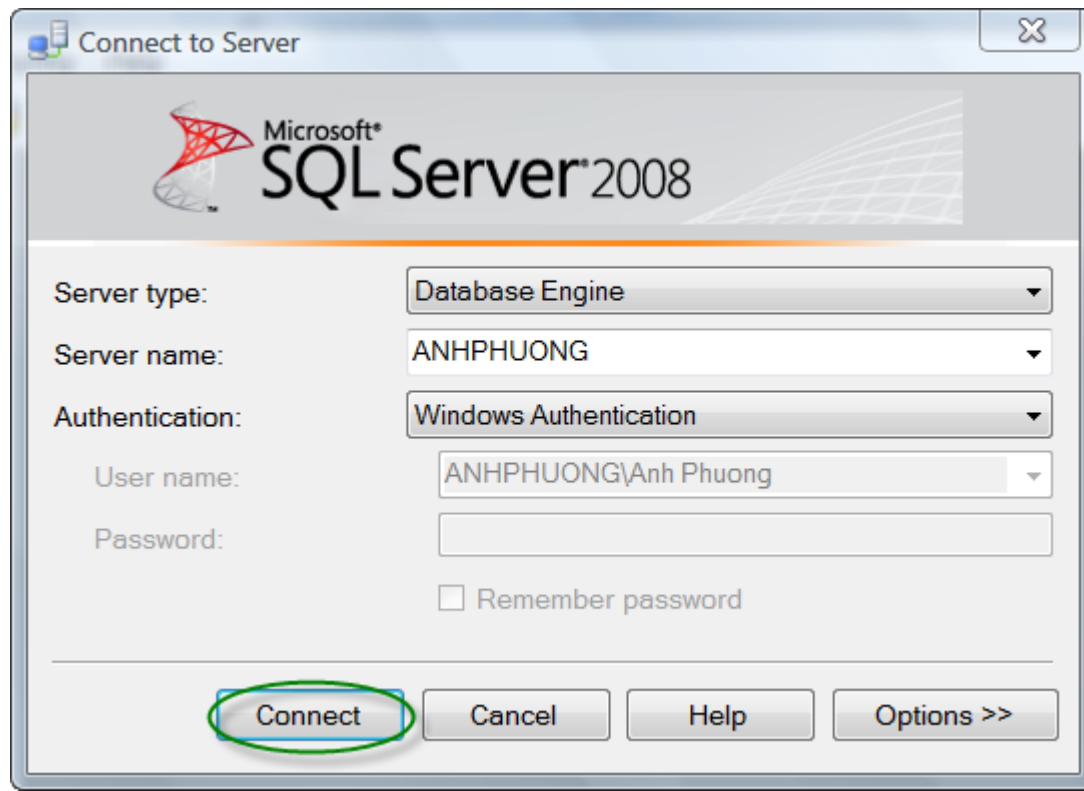 Connect to Server
Microsoft®
SQL Server® 2008
Server type: Database Engine
Server name: ANHPHUONG
Authentication: Windows Authentication
User name: ANHPHUONG\Anh Phuong
Password:
Remember password
Connect Cancel Help Options >>